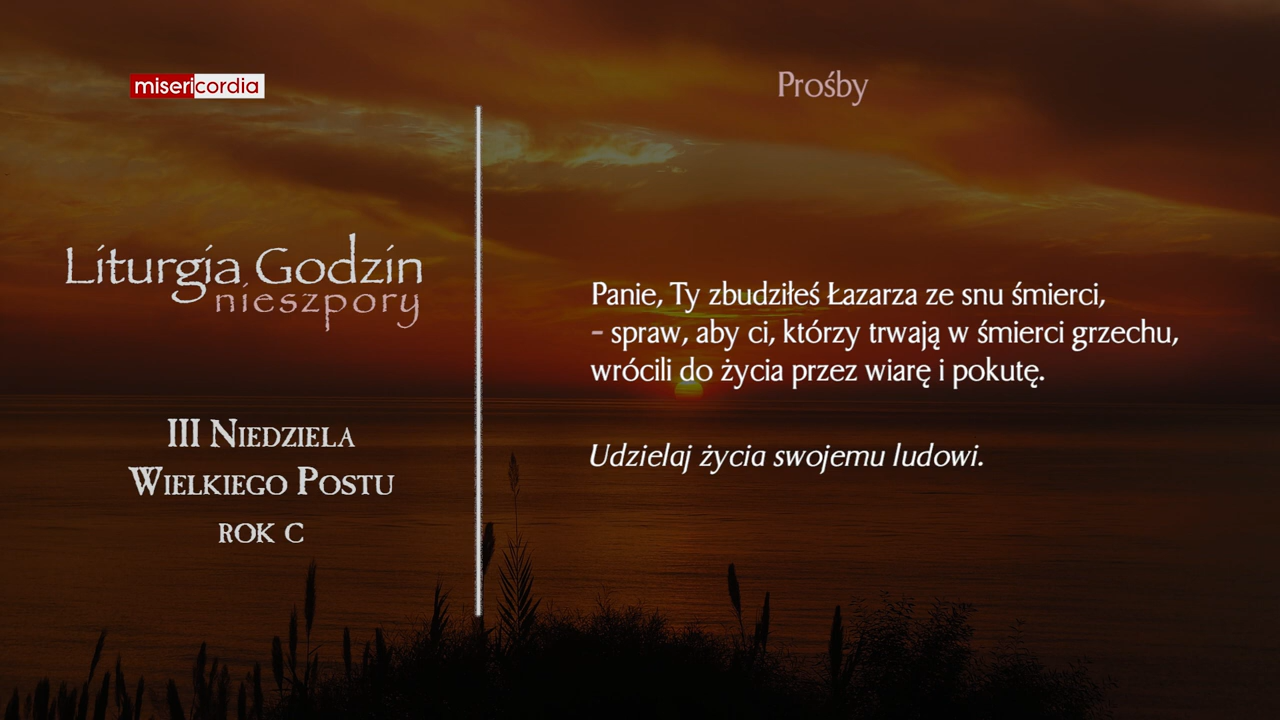 misericordia
Liturgia Godzin
nieszpory
III Niedziela
Wielkiego Postu
rok C
Prośby
Panie, Ty zbudziłeś Łazarza ze snu śmierci,
- spraw, aby ci, którzy trwają w śmierci grzechu,
wrócili do życia przez wiarę i pokutę.
Udzielaj życia swojemu ludowi.